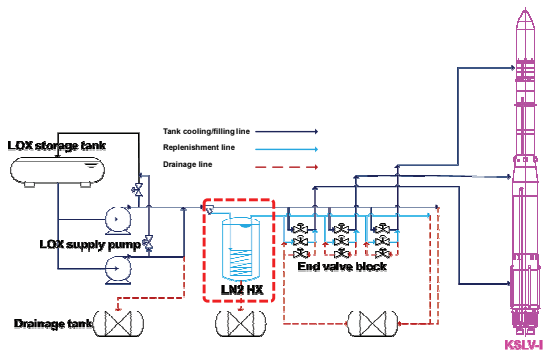 Tank cooling/filling line
Replenishment line
Drainage line
LOX storage tank
LOX supply pump
LN2 HX
End valve block
Drainage tank
KSLV-I